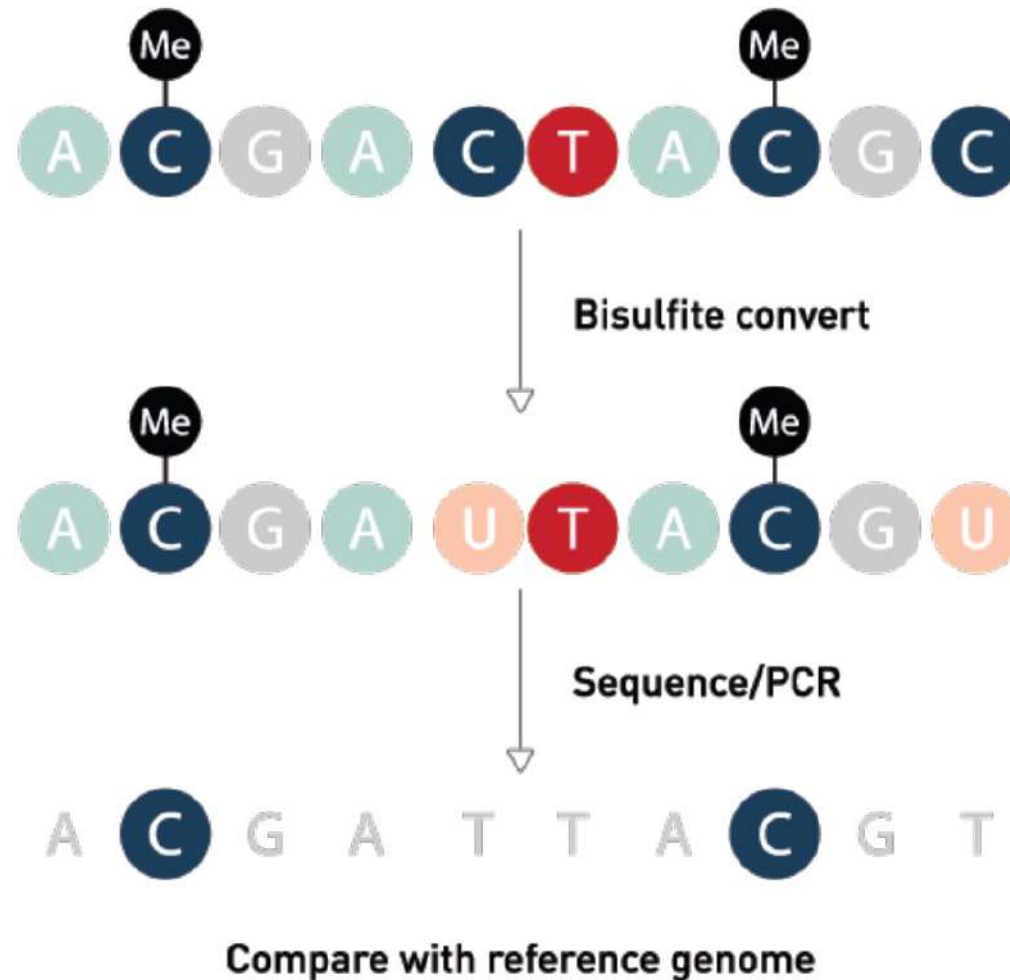 Me Me
A C G A C T A C G C
Bisulfite convert
Me Me
A C G A U T A C G U
Sequence/PCR
A C G A T T A C G T
Compare with reference genome